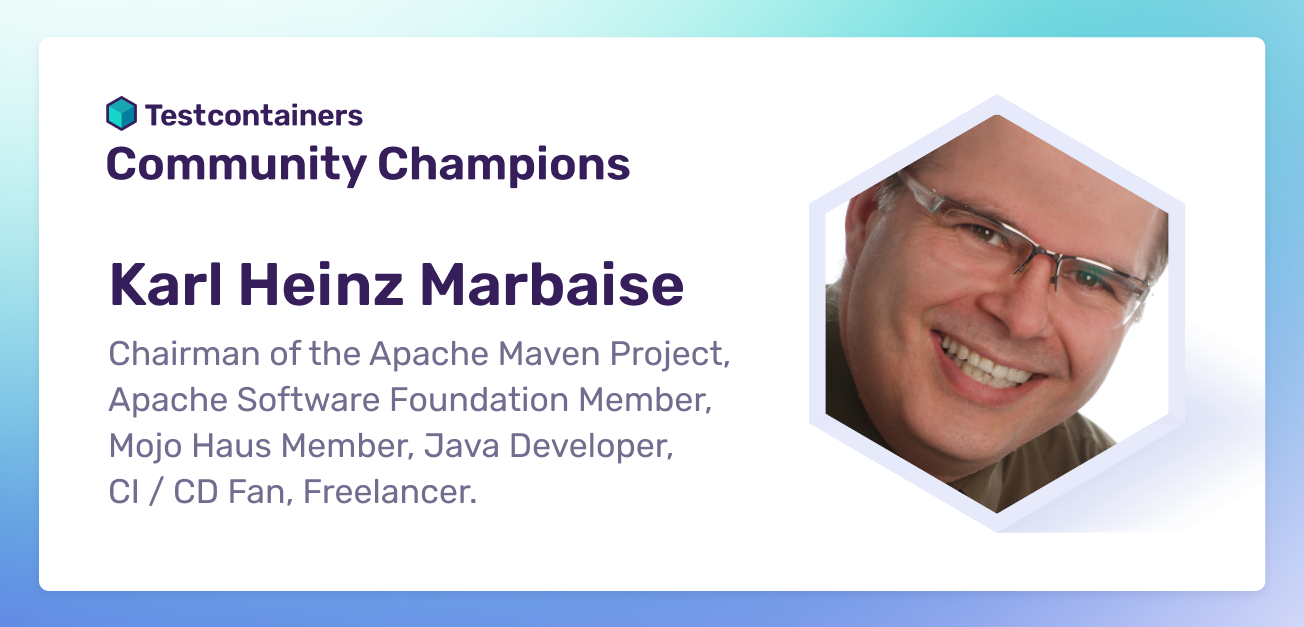 Testcontainers
Community Champions
Karl Heinz Marbaise
Chairman of the Apache Maven Project,
Apache Software Foundation Member,
Mojo Haus Member, Java Developer,
CI / CD Fan, Freelancer.